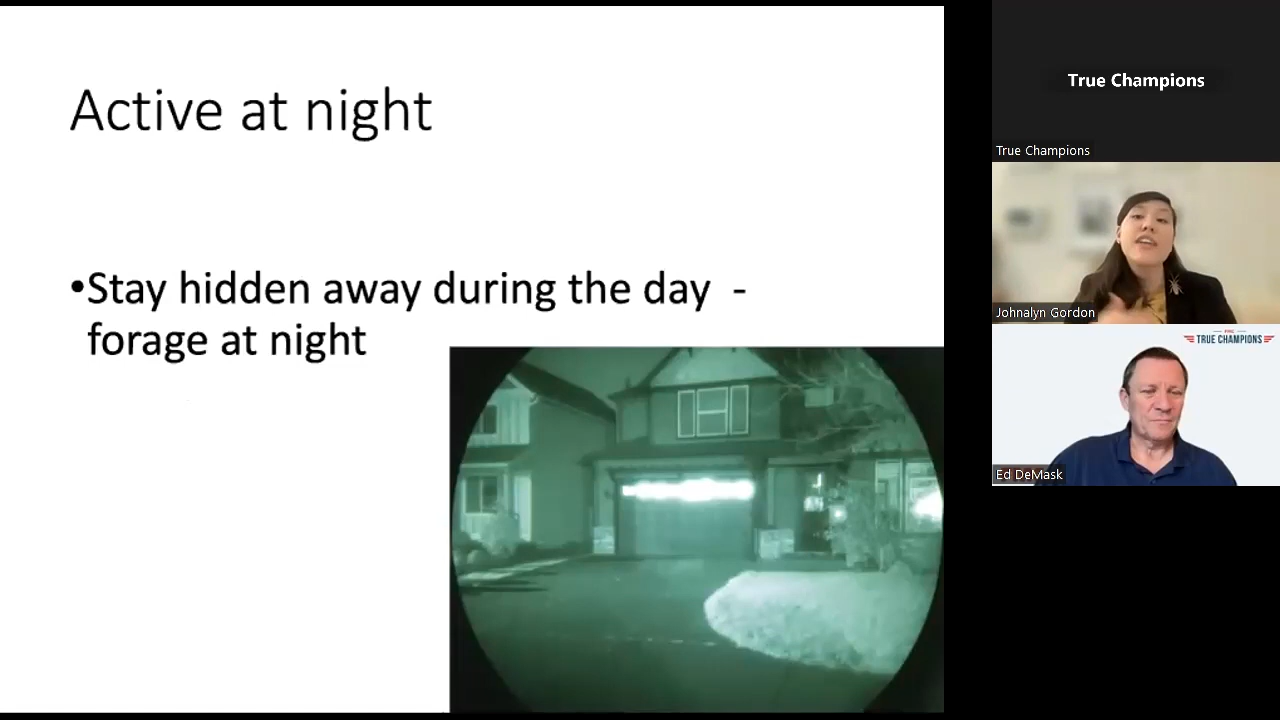 Active at night
•Stay hidden away during the day -
forage at night
True Champions
True Champions
Johnalyn Gordon
TRUE CHAMPIONS
Ed DeMask